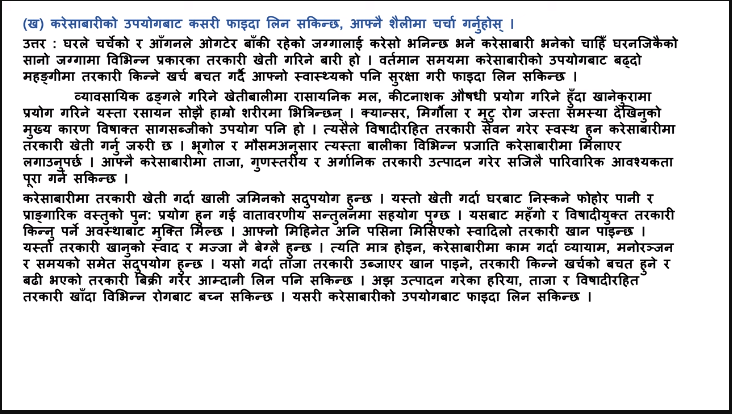 (ख) करेसाबारीको उपयोगबाट कसरी फाइदा लिन सकिन्छ, आफ्नै शैलीमा चर्चा गर्नुहोस् ।
उत्तर : घरले चर्चेको र आँगनले ओगटेर बाँकी रहेको जग्गालाई करेसो भनिन्छ भने करेसाबारी भनेको चाहिँ घरनजिकैको
सानो जग्गामा विभिन्न प्रकारका तरकारी खेती गरिने बारी हो । वर्तमान समयमा करेसाबारीको उपयोगबाट बढ्दो
महङ्गीमा तरकारी किन्ने खर्च बचत गर्दै आफ्नो स्वास्थ्यको पनि सुरक्षा गरी फाइदा लिन सकिन्छ ।
व्यावसायिक ढङ्गले गरिने खेतीबालीमा रासायनिक मल, कीटनाशक औषधी प्रयोग गरिने हुँदा खानेकुरामा
प्रयोग गरिने यस्ता रसायन सोझै हाम्रो शरीरमा भित्रिन्छन् । क्यान्सर, मिर्गौला र मुटु रोग जस्ता समस्या देखिनुको
मुख्य कारण विषाक्त सागसब्जीको उपयोग पनि हो । त्यसैले विषादीरहित तरकारी सेवन गरेर स्वस्थ हुन करेसाबारीमा
तरकारी खेती गर्नु जरुरी छ । भूगोल र मौसमअनुसार त्यस्ता बालीका विभिन्न प्रजाति करेसाबारीमा मिलाएर
लगाउनुपर्छ । आफ्नै करेसाबारीमा ताजा, गुणस्तरीय र अर्गानिक तरकारी उत्पादन गरेर सजिलै पारिवारिक आवश्यकता
पूरा गर्न सकिन्छ ।
करेसाबारीमा तरकारी खेती गर्दा खाली जमिनको सदुपयोग हुन्छ । यस्तो खेती गर्दा घरबाट निस्कने फोहोर पानी र
प्राङ्गारिक वस्तुको पुन: प्रयोग हुन गई वातावरणीय सन्तुलनमा सहयोग पुग्छ । यसबाट महँगो र विषादीयुक्त तरकारी
किन्नु पर्ने अवस्थाबाट मुक्ति मिल्छ । आफ्नो मिहिनेत अनि पसिना मिसिएको स्वादिलो तरकारी खान पाइन्छ ।
यस्तो तरकारी खानुको स्वाद र मज्जा नै बेग्लै हुन्छ । त्यति मात्र होइन, करेसाबारीमा काम गर्दा व्यायाम, मनोरञ्जन
र समयको समेत सदुपयोग हुन्छ । यसो गर्दा ताजा तरकारी उब्जाएर खान पाइने, तरकारी किन्ने खर्चको बचत हुने र
बढी भएको तरकारी बिक्री गरेर आम्दानी लिन पनि सकिन्छ । अझ उत्पादन गरेका हरिया, ताजा र विषादीरहित
तरकारी खाँदा विभिन्न रोगबाट बच्न सकिन्छ । यसरी करेसाबारीको उपयोगबाट फाइदा लिन सकिन्छ ।